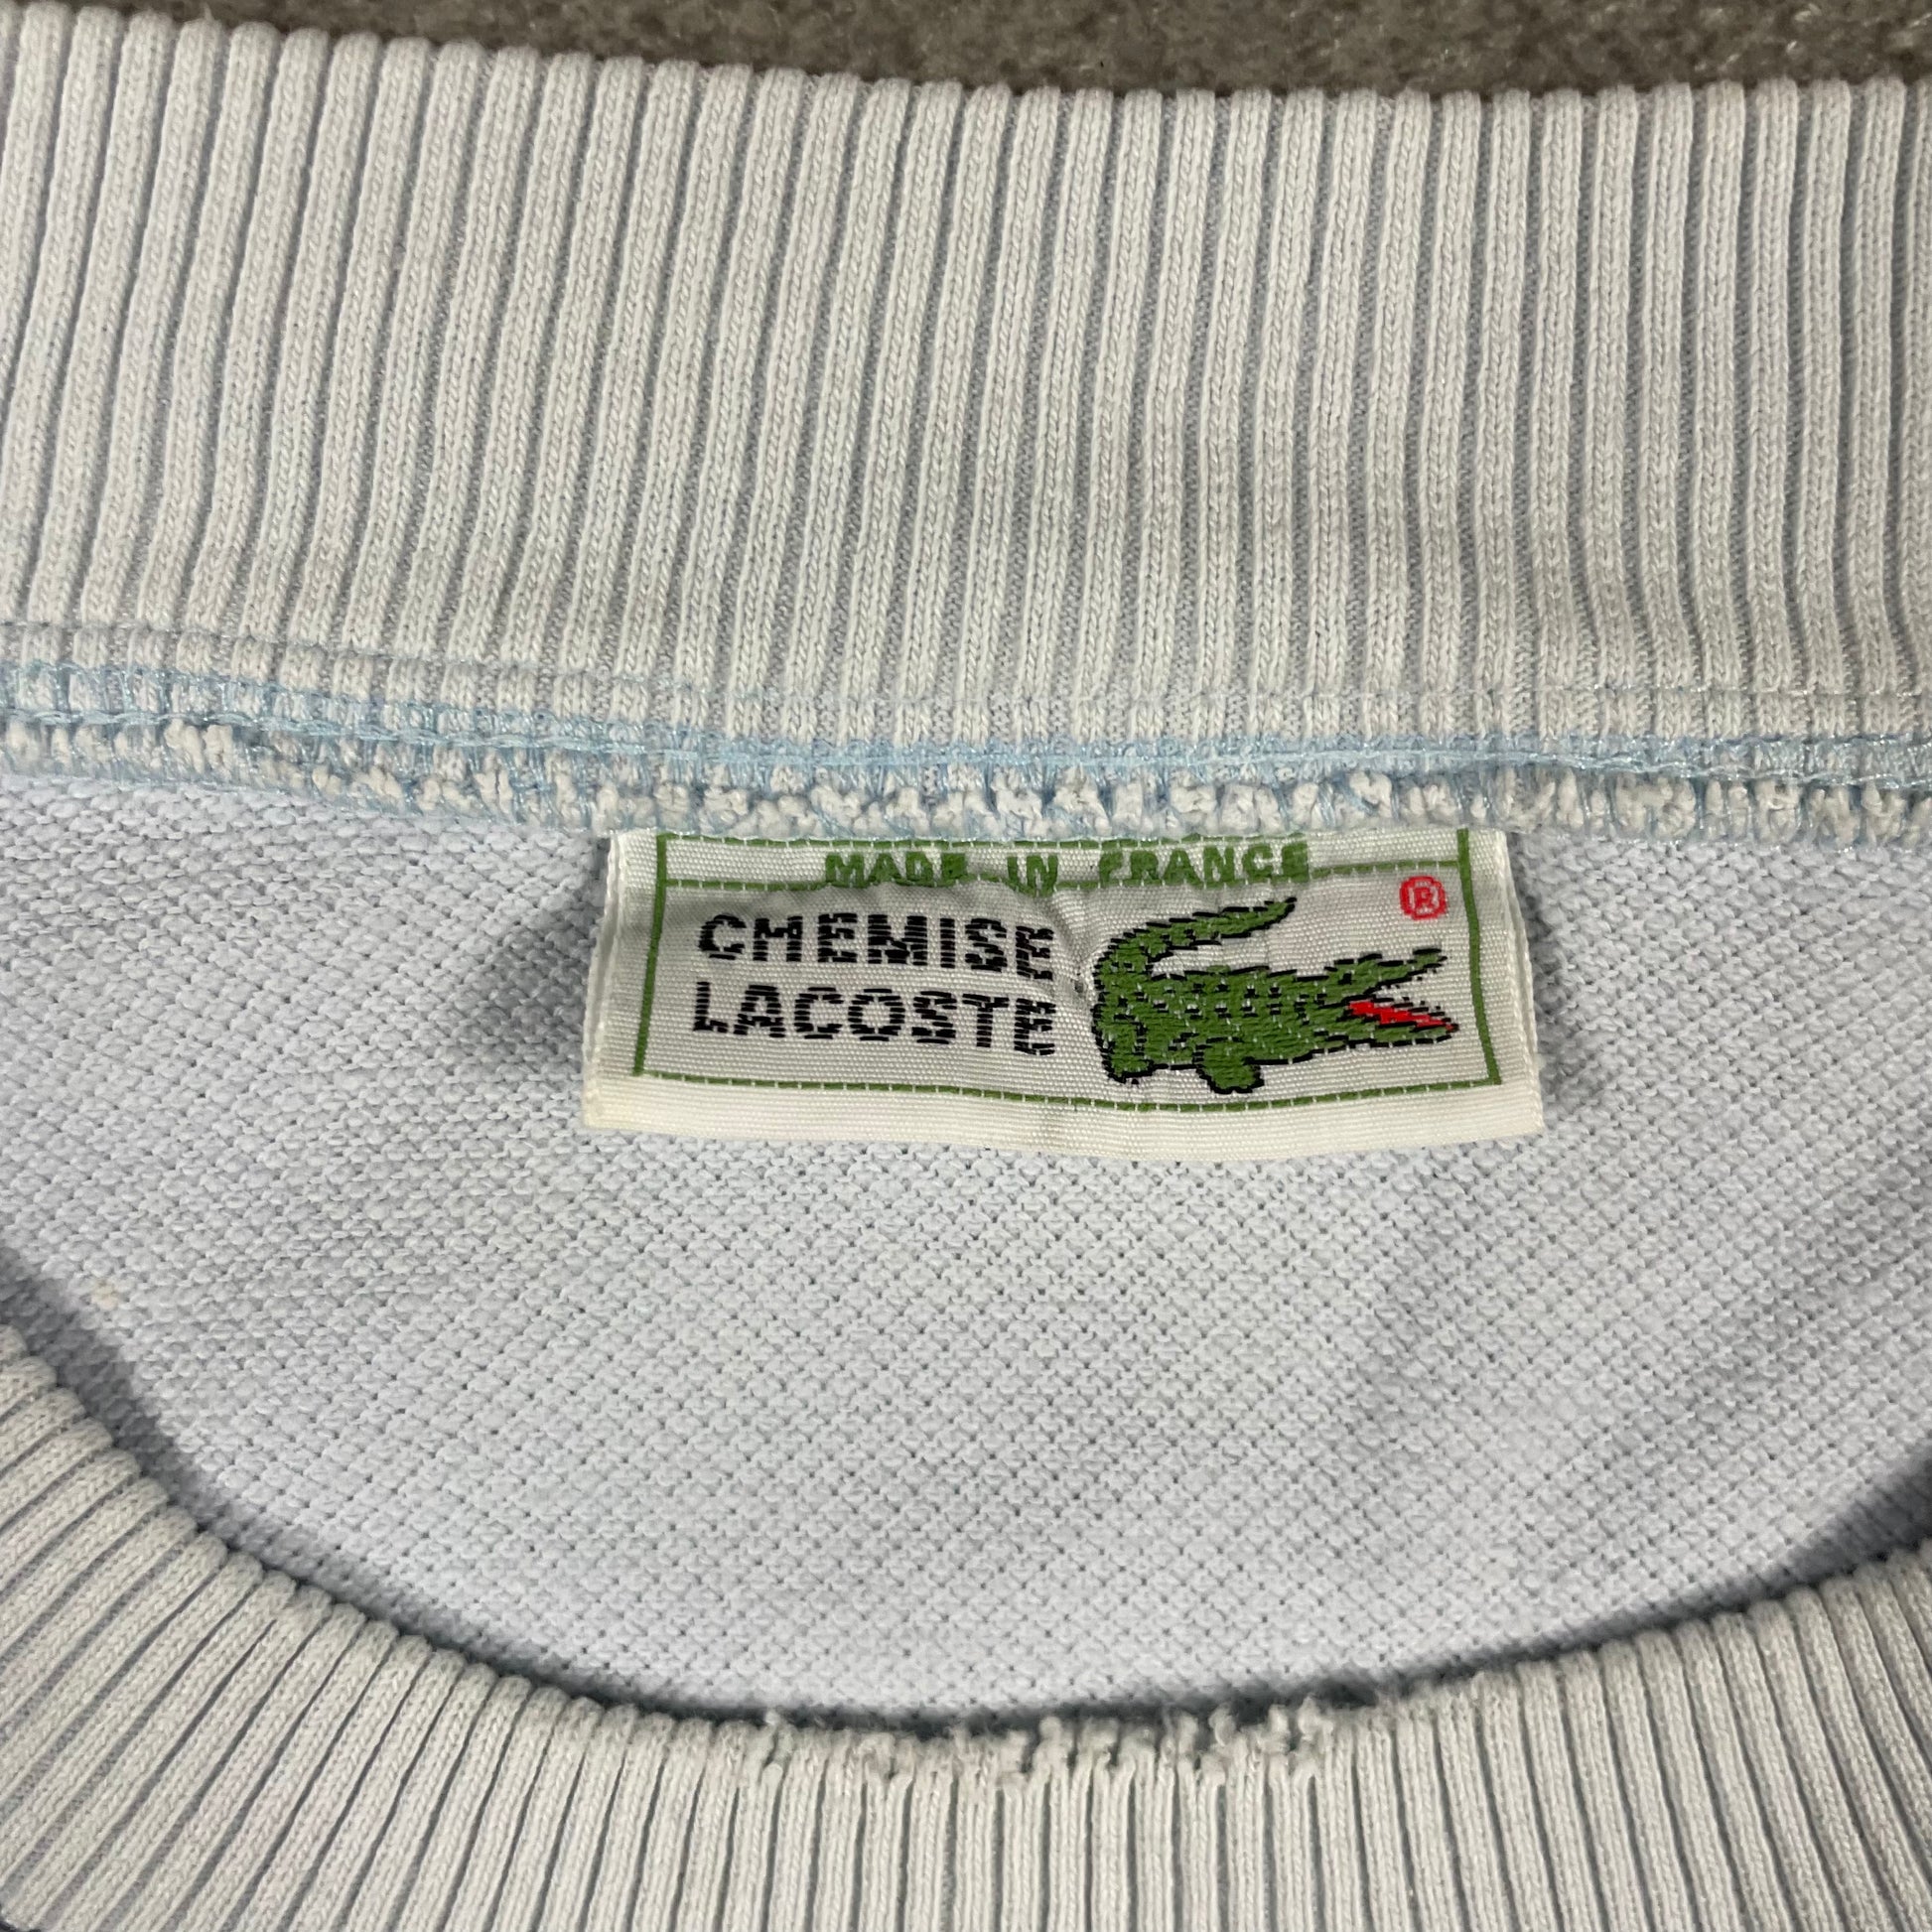 MADE IN FRANCE
®
CHEMISE
LACOSTE